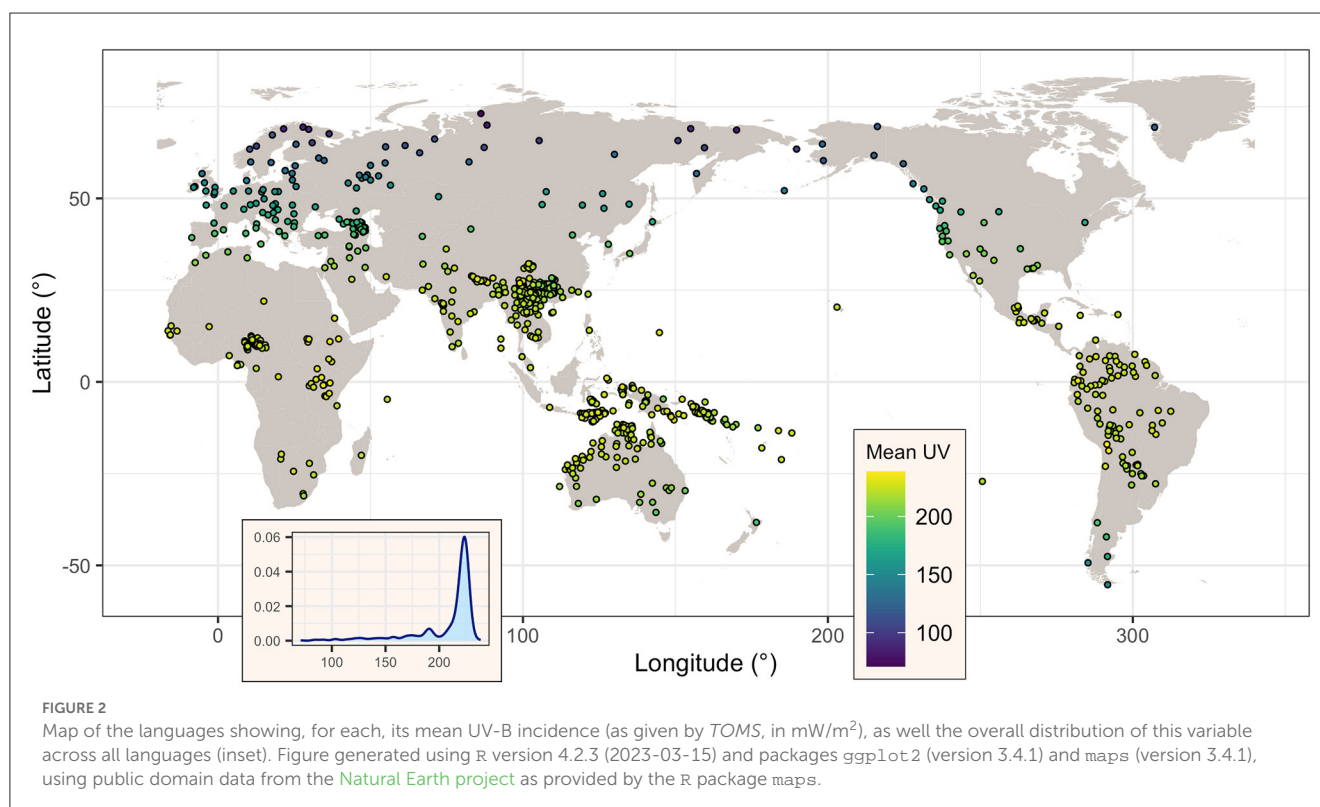 50
0
-50
Latitude (°)
0
100
200
300
Longitude (°)
Mean UV
200
150
100
0.06
0.04
0.02
0.00
100
150
200
FIGURE 2
Map of the languages showing, for each, its mean UV-B incidence (as given by TOMS, in mW/m²), as well the overall distribution of this variable
across all languages (inset). Figure generated using R version 4.2.3 (2023-03-15) and packages ggplot2 (version 3.4.1) and maps (version 3.4.1),
using public domain data from the Natural Earth project as provided by the R package maps.